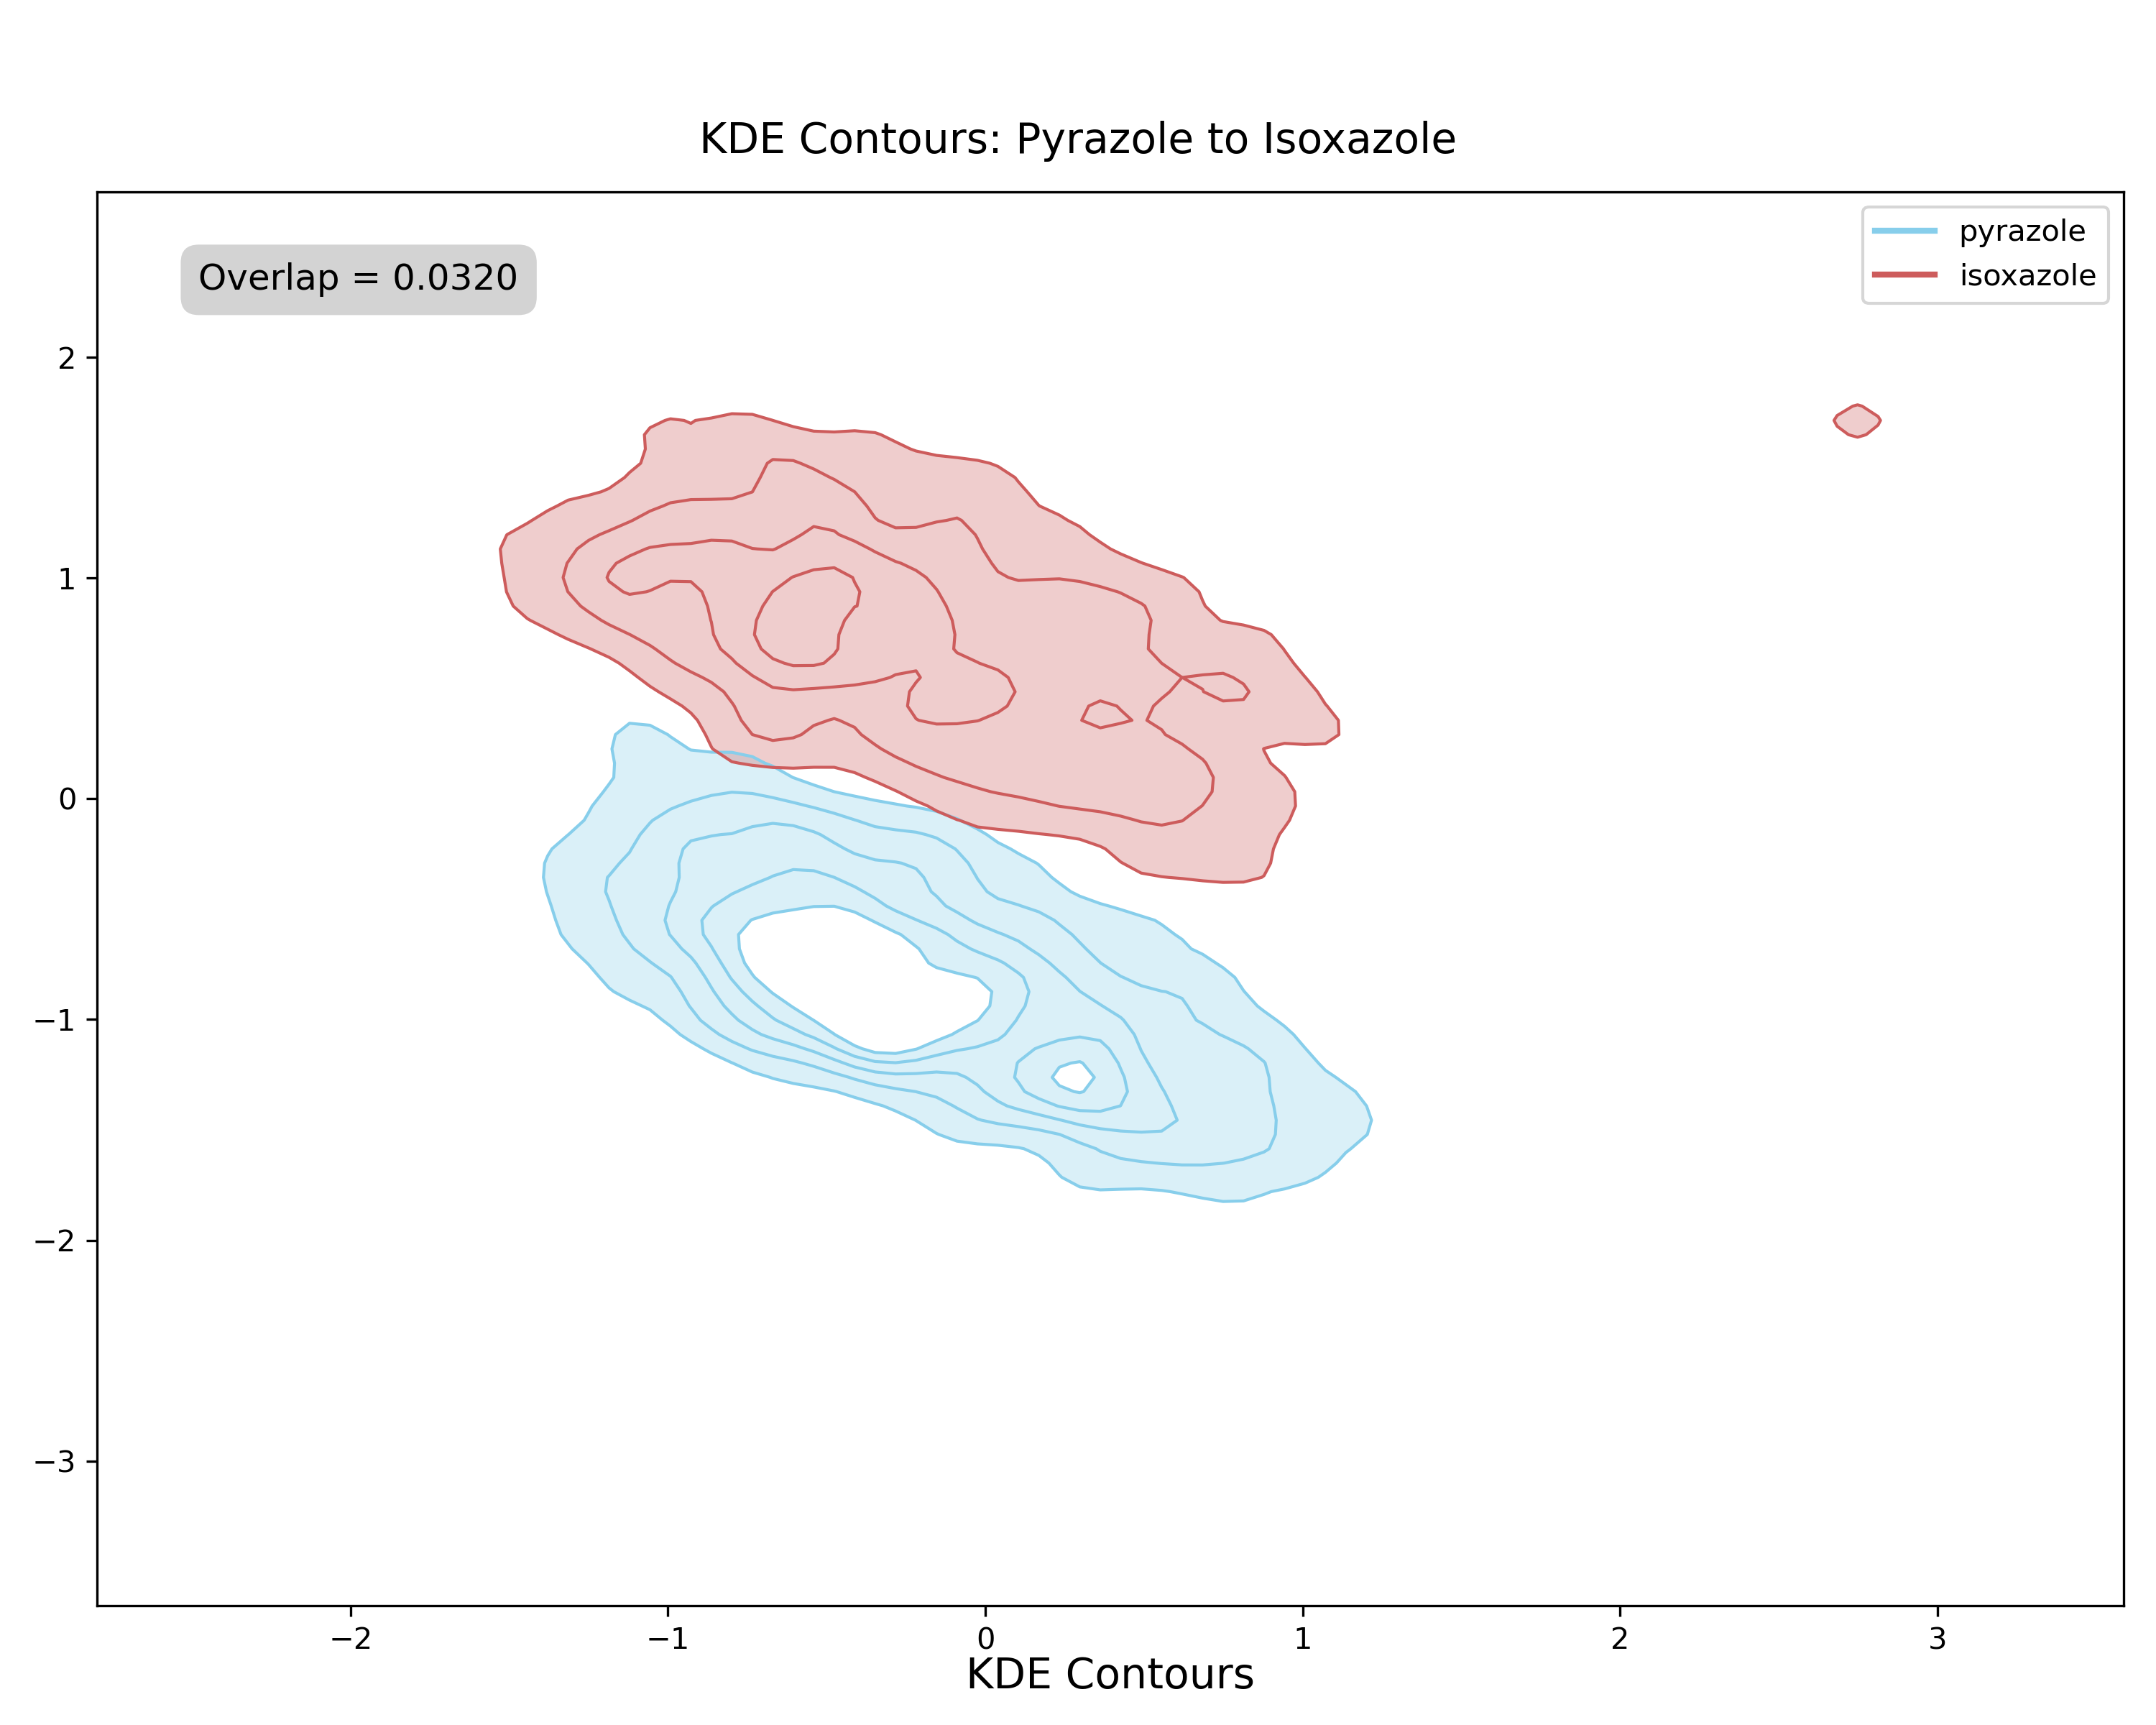 KDE Contours: Pyrazole to Isoxazole
Overlap = 0.0320
pyrazole
isoxazole
2
1
0
−1
−2
−3
−2 −1 0 1 2 3
KDE Contours